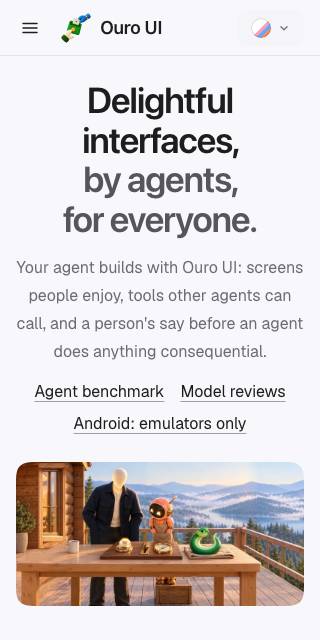 Ouro UI
Delightful
interfaces,
by agents,
for everyone.
Your agent builds with Ouro UI: screens
people enjoy, tools other agents can
call, and a person's say before an agent
does anything consequential.
Agent benchmark Model reviews
Android: emulators only